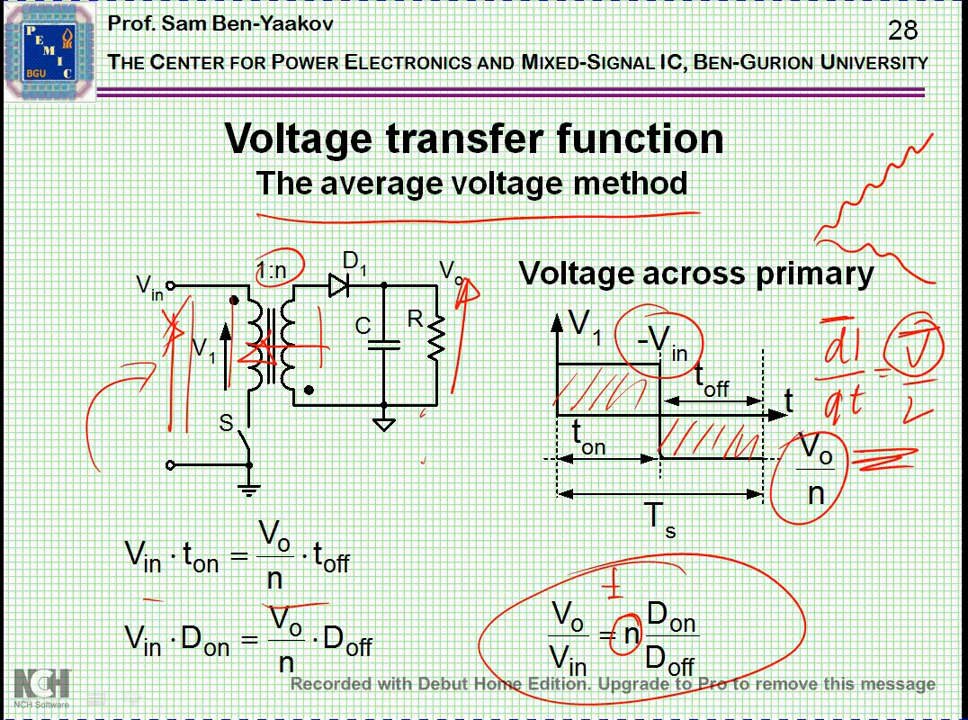 Prof. Sam Ben-Yaakov
28
PEMIC
BGU
THE CENTER FOR POWER ELECTRONICS AND MIXED-SIGNAL IC, BEN-GURION UNIVERSITY
Voltage transfer function
The average voltage method
1:n
D1
Vin
Vo
V1
C
R
S
Voltage across primary
V1
-Vin
toff
t
ton
Vo
n
Ts
dI/dt = V/L
Vin · ton = Vo/n · toff
Vin · Don = Vo/n · Doff
Vo/Vin = n Don/Doff
NCH
NCH Software
Recorded with Debut Home Edition. Upgrade to Pro to remove this message